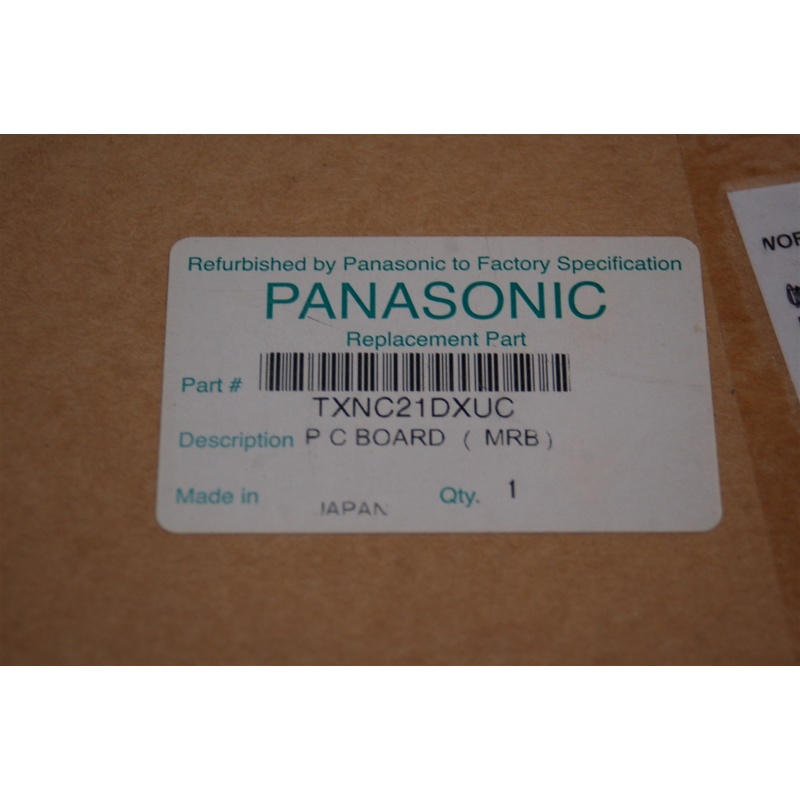 Refurbished by Panasonic to Factory Specification
PANASONIC
Replacement Part
Part #
TXNC21DXUC
Description P C BOARD ( MRB )
Made in JAPAN Qty. 1